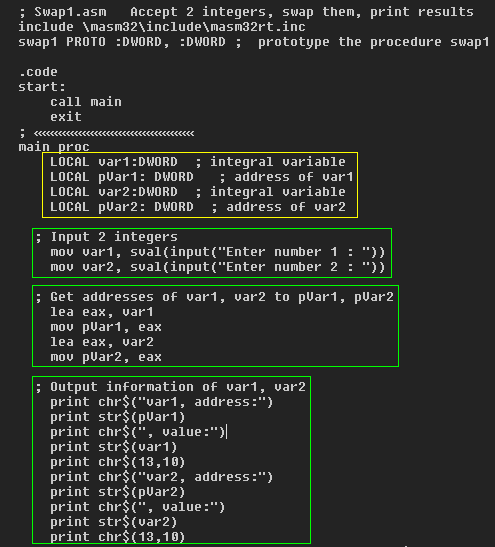 ; Swap1.asm   Accept 2 integers, swap them, print results
include \masm32\include\masm32rt.inc
swap1 PROTO :DWORD, :DWORD ;  prototype the procedure swap1
.code
start:
call main
exit
; «««««««««««««««««««««««««««««««««
main proc
LOCAL var1:DWORD  ; integral variable
LOCAL pVar1: DWORD   ; address of var1
LOCAL var2:DWORD  ; integral variable
LOCAL pVar2: DWORD  ; address of var2
; Input 2 integers
mov var1, sval(input("Enter number 1 : "))
mov var2, sval(input("Enter number 2 : "))
; Get addresses of var1, var2 to pVar1, pVar2
lea eax, var1
mov pVar1, eax
lea eax, var2
mov pVar2, eax
; Output information of var1, var2
print chr$("var1, address:")
print str$(pVar1)
print chr$(", value:")
print str$(var1)
print chr$(13,10)
print chr$("var2, address:")
print str$(pVar2)
print chr$(", value:")
print str$(var2)
print chr$(13,10)